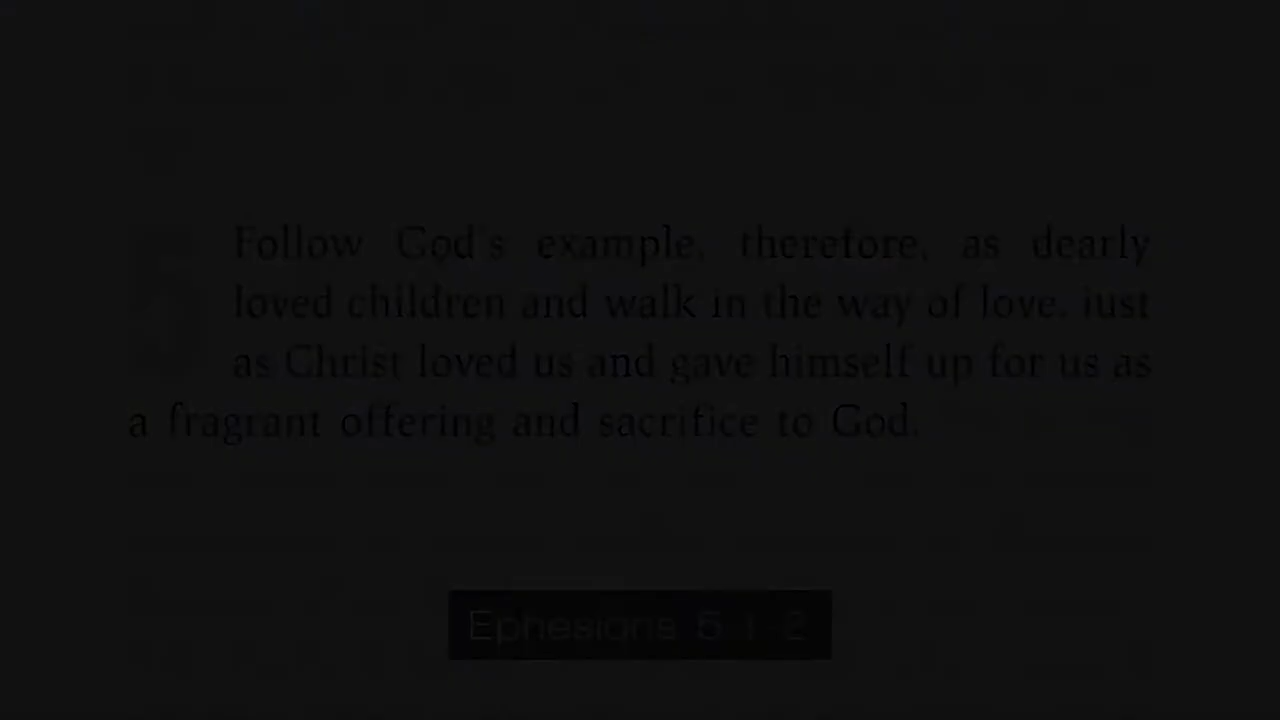 Follow God's example, therefore, as dearly
loved children and walk in the way of love, just
as Christ loved us and gave himself up for us as
a fragrant offering and sacrifice to God.
Ephesians 5:1-2